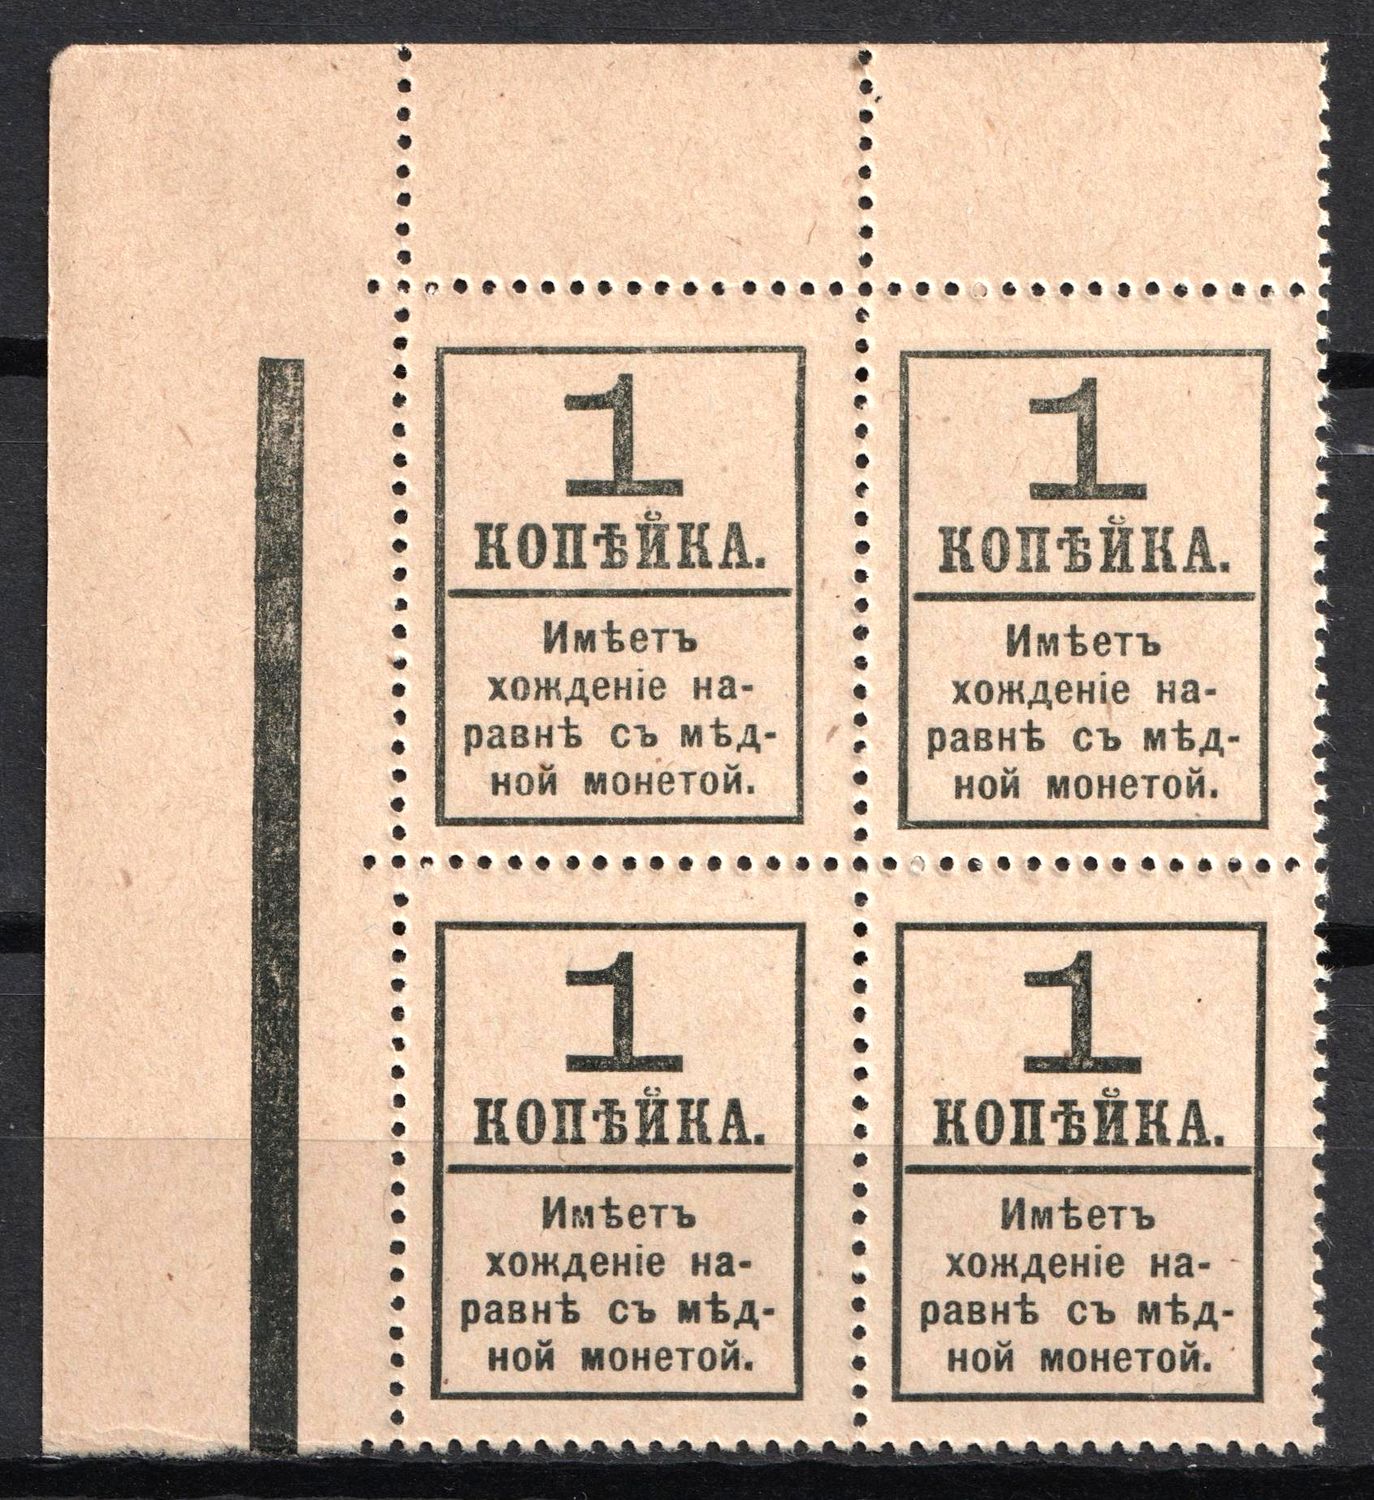 1
КОПѢЙКА.
Имѣетъ
хожденіе на-
равнѣ съ мѣд-
ной монетой.
1
КОПѢЙКА.
Имѣетъ
хожденіе на-
равнѣ съ мѣд-
ной монетой.
1
КОПѢЙКА.
Имѣетъ
хожденіе на-
равнѣ съ мѣд-
ной монетой.
1
КОПѢЙКА.
Имѣетъ
хожденіе на-
равнѣ съ мѣд-
ной монетой.